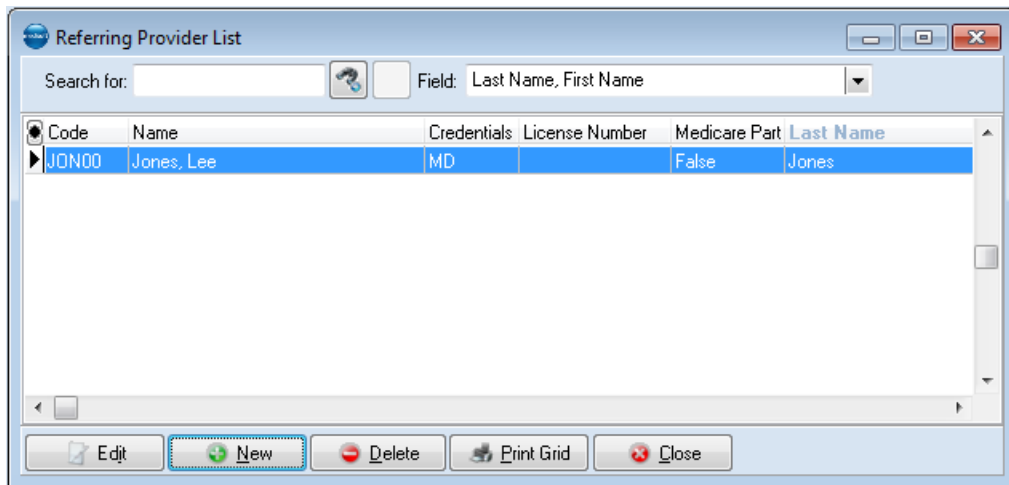 Referring Provider List
Search for: Field: Last Name, First Name
Code Name Credentials License Number Medicare Part Last Name
JON00 Jones, Lee MD False Jones
Edit New Delete Print Grid Close